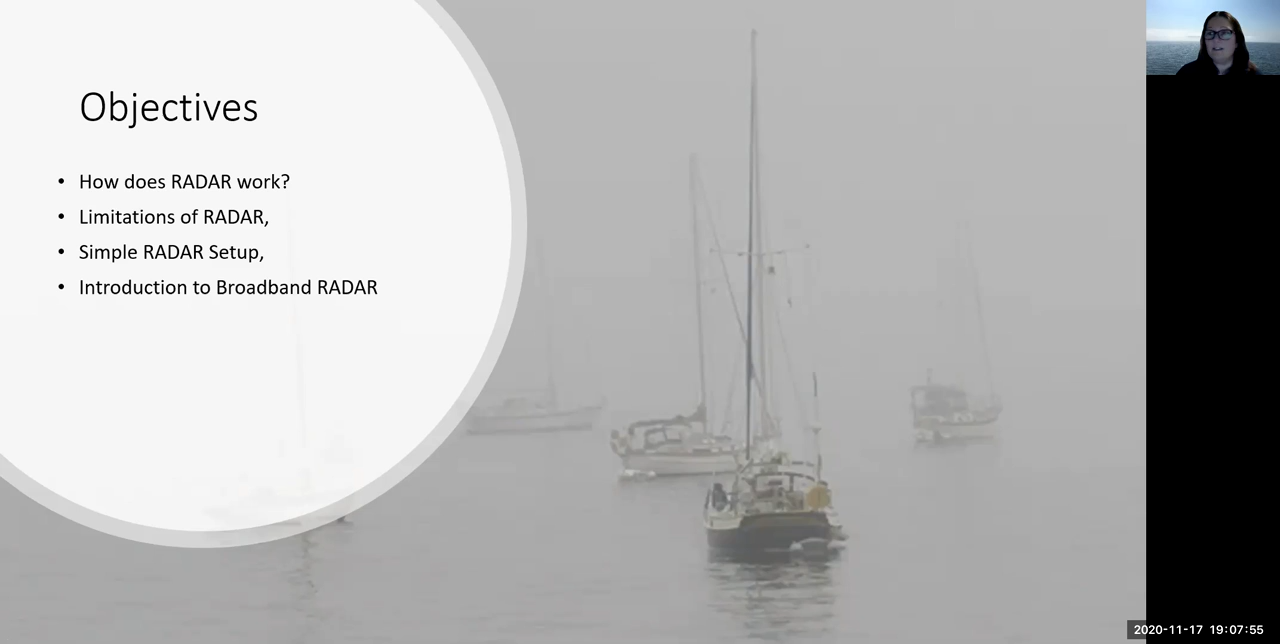 Objectives
• How does RADAR work?
• Limitations of RADAR,
• Simple RADAR Setup,
• Introduction to Broadband RADAR
2020-11-17 19:07:55